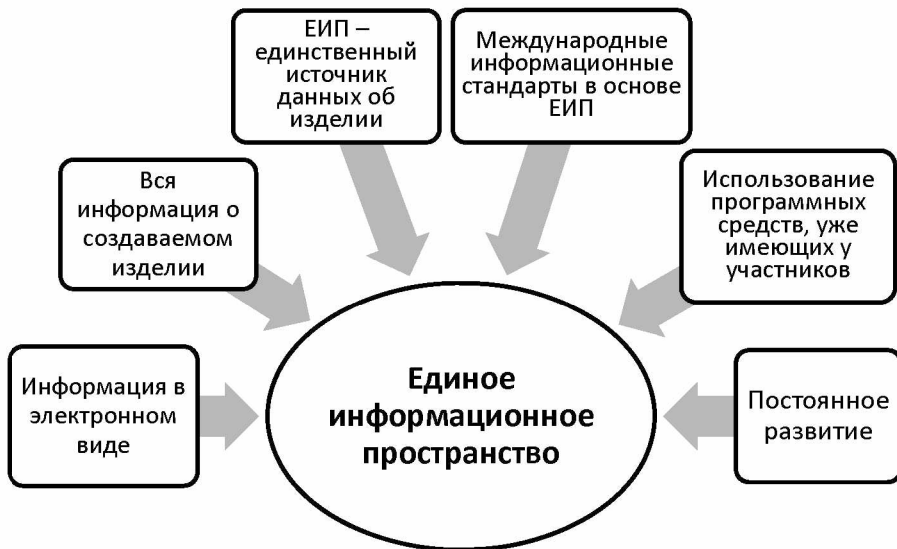 ЕИП –
единственный
источник
данных об
изделии
Международные
информационные
стандарты в основе
ЕИП
Вся
информация о
создаваемом
изделии
Использование
программных
средств, уже
имеющих у
участников
Информация в
электронном
виде
Единое
информационное
пространство
Постоянное
развитие